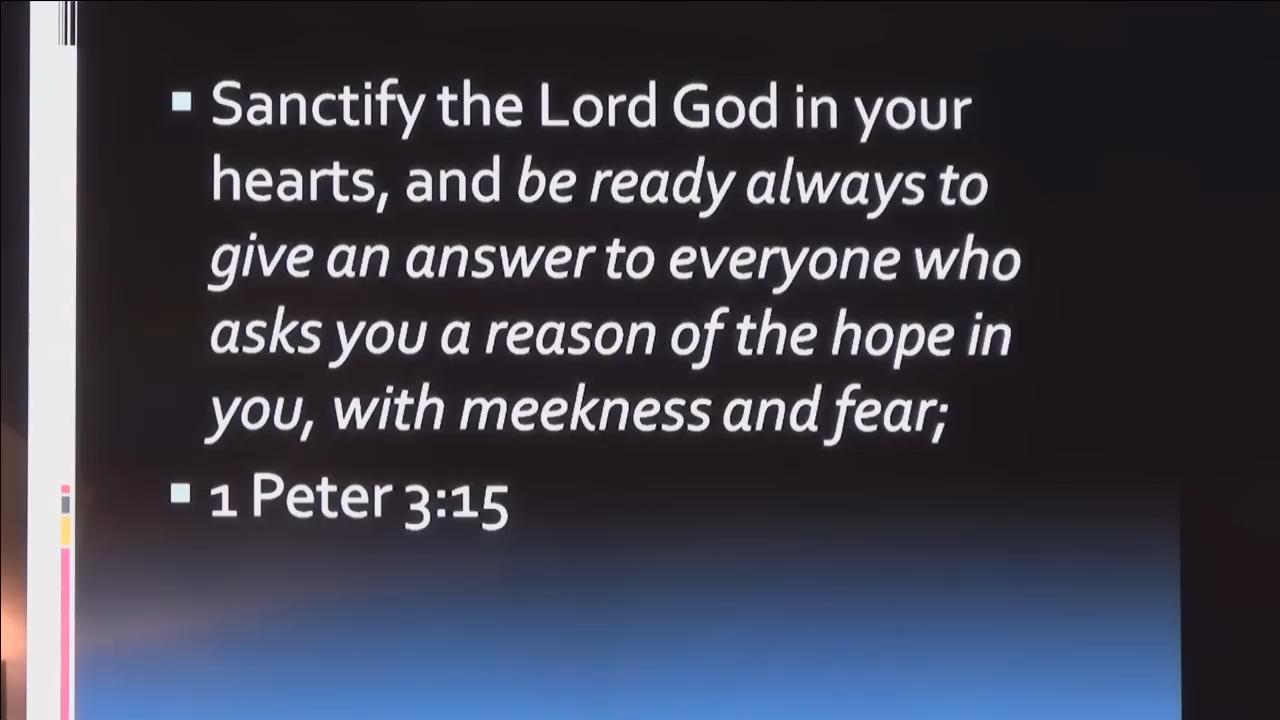 Sanctify the Lord God in your
hearts, and be ready always to
give an answer to everyone who
asks you a reason of the hope in
you, with meekness and fear;
1 Peter 3:15